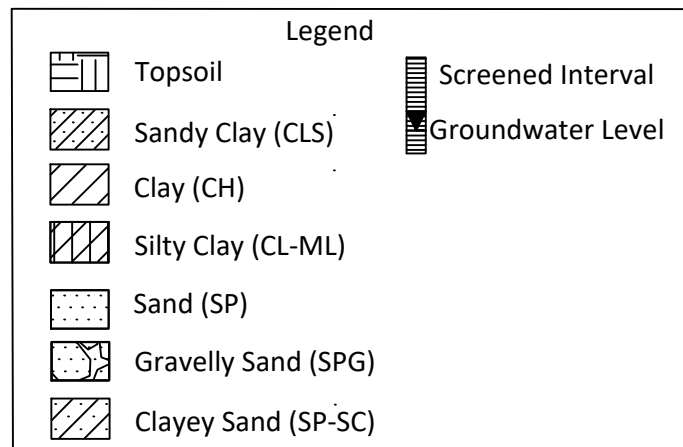 Legend
Topsoil
Sandy Clay (CLS)
Clay (CH)
Silty Clay (CL-ML)
Sand (SP)
Gravelly Sand (SPG)
Clayey Sand (SP-SC)
Screened Interval
Groundwater Level